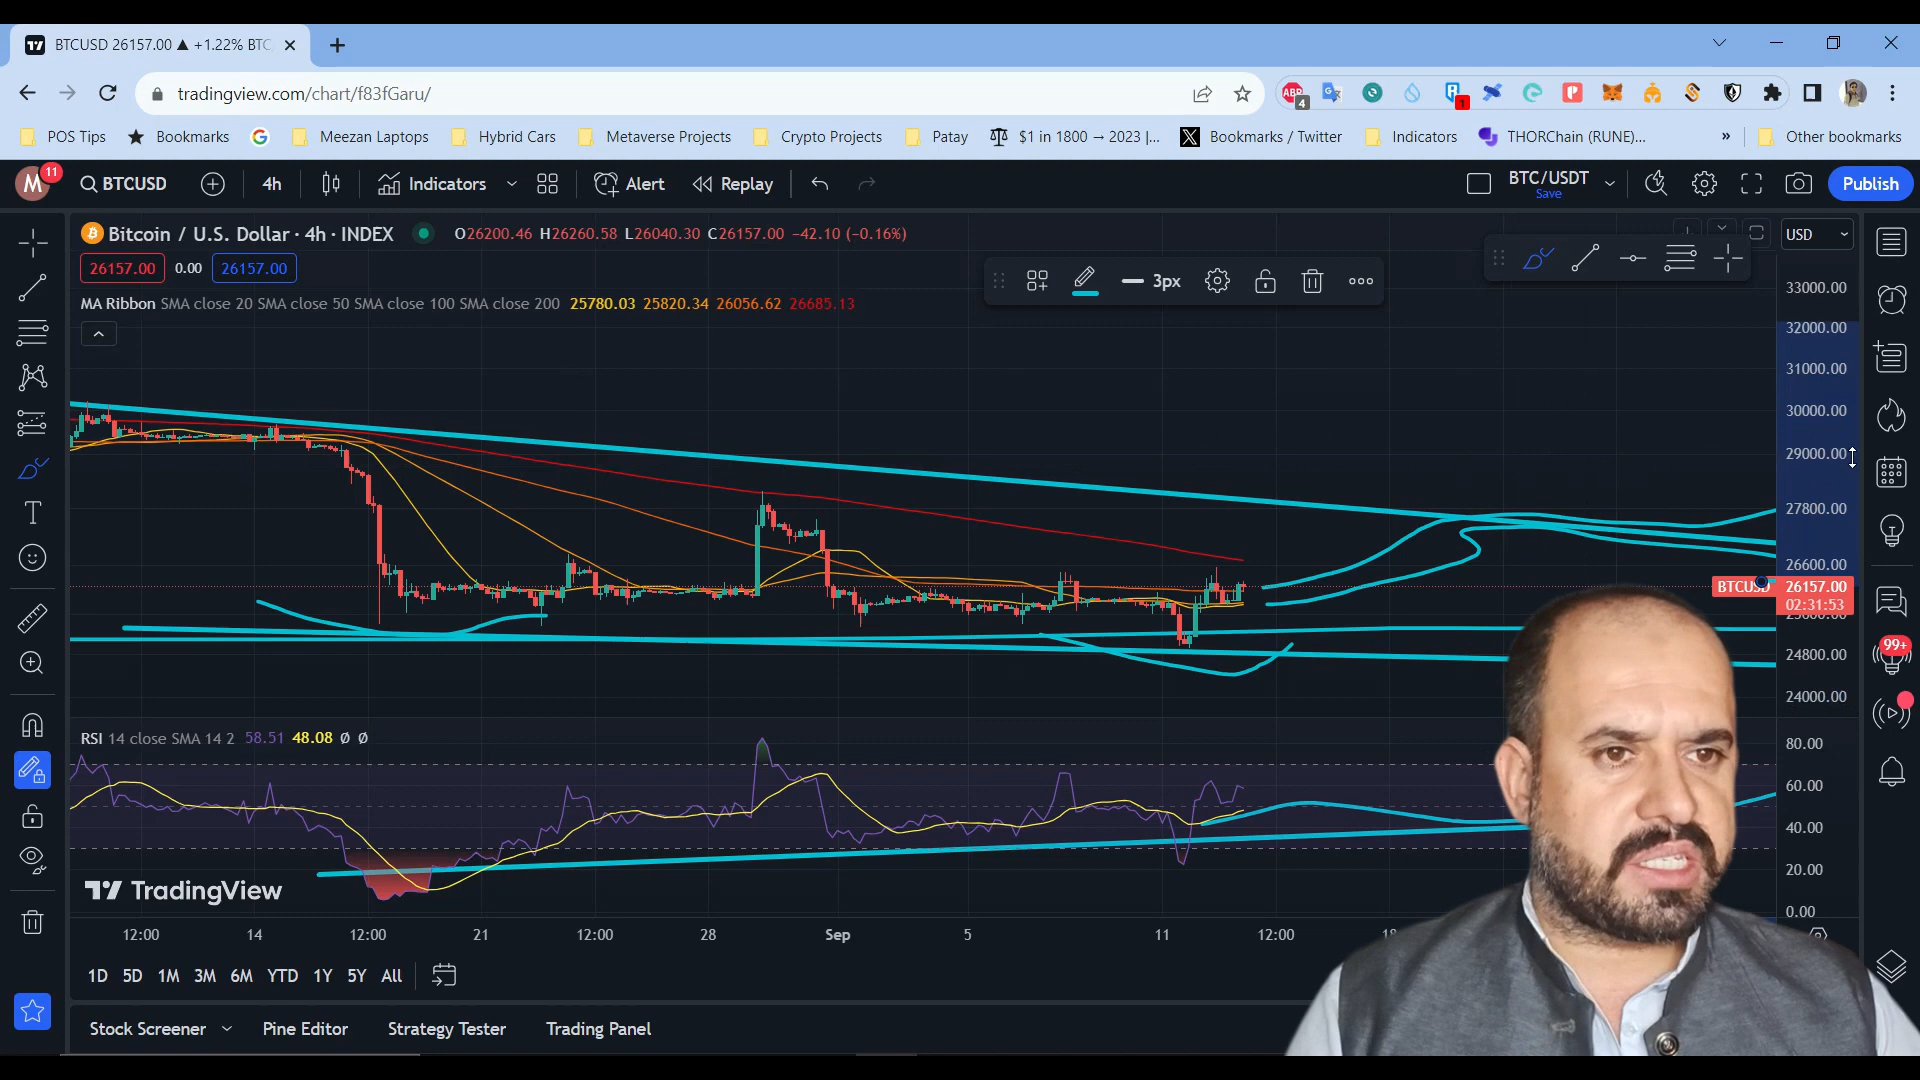 BTCUSD 26157.00 ▲ +1.22% BTC
tradingview.com/chart/f83fGaru/
ABP 4 1
POS Tips Bookmarks Meezan Laptops Hybrid Cars Metaverse Projects Crypto Projects Patay $1 in 1800 → 2023 |... Bookmarks / Twitter Indicators THORChain (RUNE)... » Other bookmarks
M 11 BTCUSD 4h Indicators Alert Replay BTC/USDT Save Publish
Bitcoin / U.S. Dollar · 4h · INDEX O26200.46 H26260.58 L26040.30 C26157.00 −42.10 (−0.16%) USD
26157.00 0.00 26157.00
3px
MA Ribbon SMA close 20 SMA close 50 SMA close 100 SMA close 200 25780.03 25820.34 26056.62 26685.13
33000.00
32000.00
31000.00
30000.00
29000.00
27800.00
26600.00
BTCUSD 26157.00
02:31:53
24800.00
99+
24000.00
RSI 14 close SMA 14 2 58.51 48.08 Ø Ø
80.00
60.00
40.00
20.00
0.00
TradingView
12:00 14 12:00 21 12:00 28 Sep 5 11 12:00
1D 5D 1M 3M 6M YTD 1Y 5Y All
Stock Screener Pine Editor Strategy Tester Trading Panel